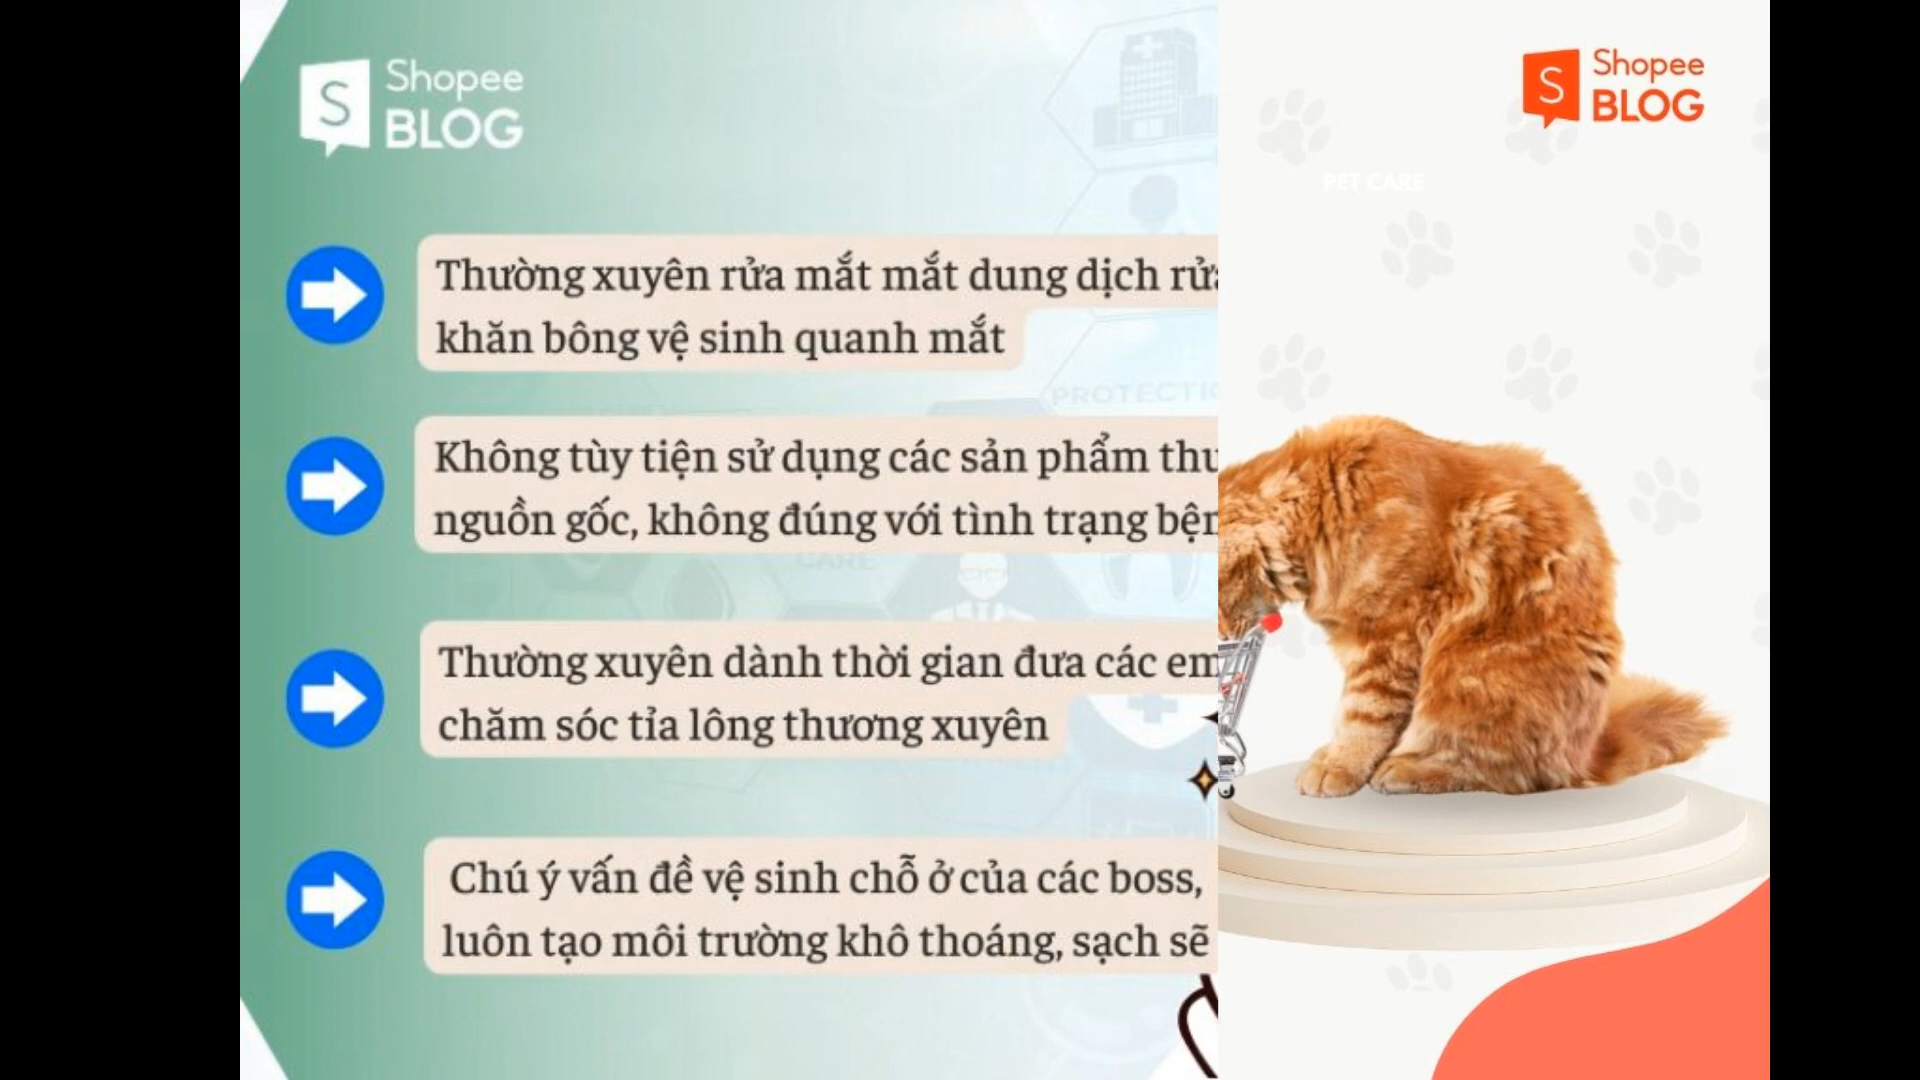 Shopee
BLOG
Thường xuyên rửa mắt mắt dung dịch
khăn bông vệ sinh quanh mắt
Không tùy tiện sử dụng các sản phẩm
nguồn gốc, không đúng với tình trạng
Thường xuyên dành thời gian đưa các em
chăm sóc tỉa lông thương xuyên
Chú ý vấn đề vệ sinh chỗ ở của các boss,
luôn tạo môi trường khô thoáng, sạch sẽ
CARE
Shopee
BLOG
PET CARE